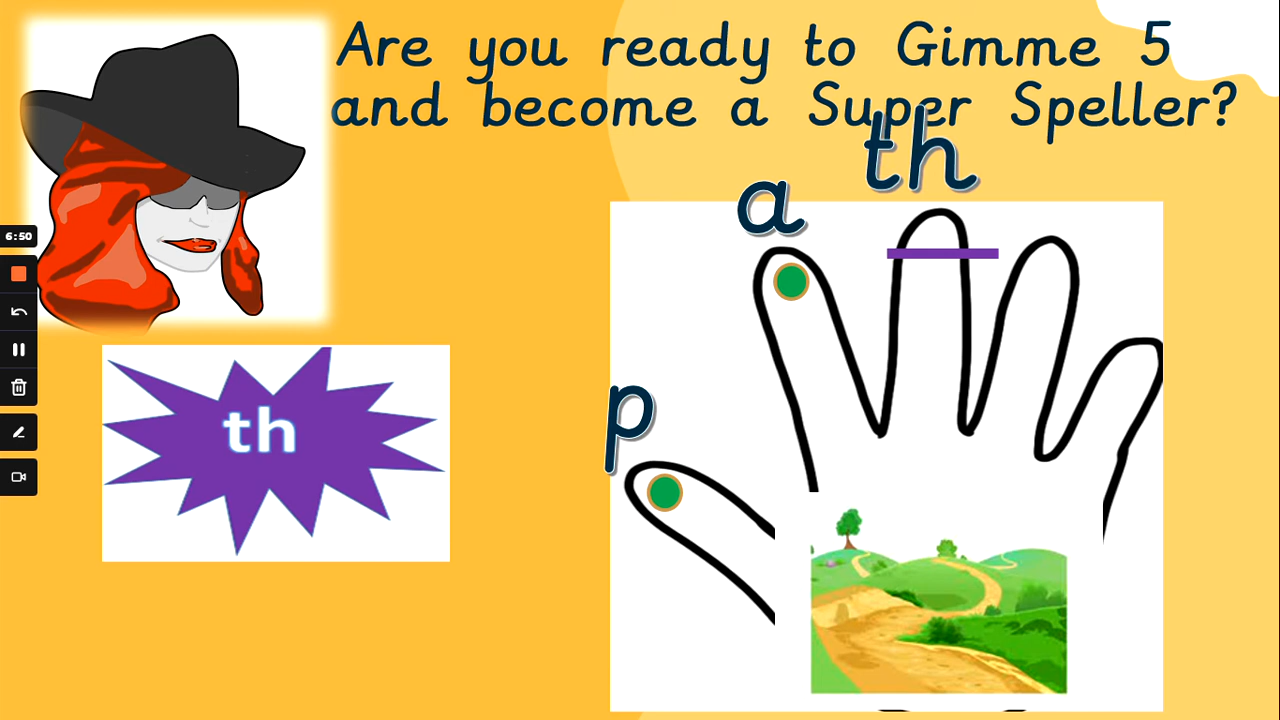 Are you ready to Gimme 5
and become a Super Speller?
th
a
6:50
th
p